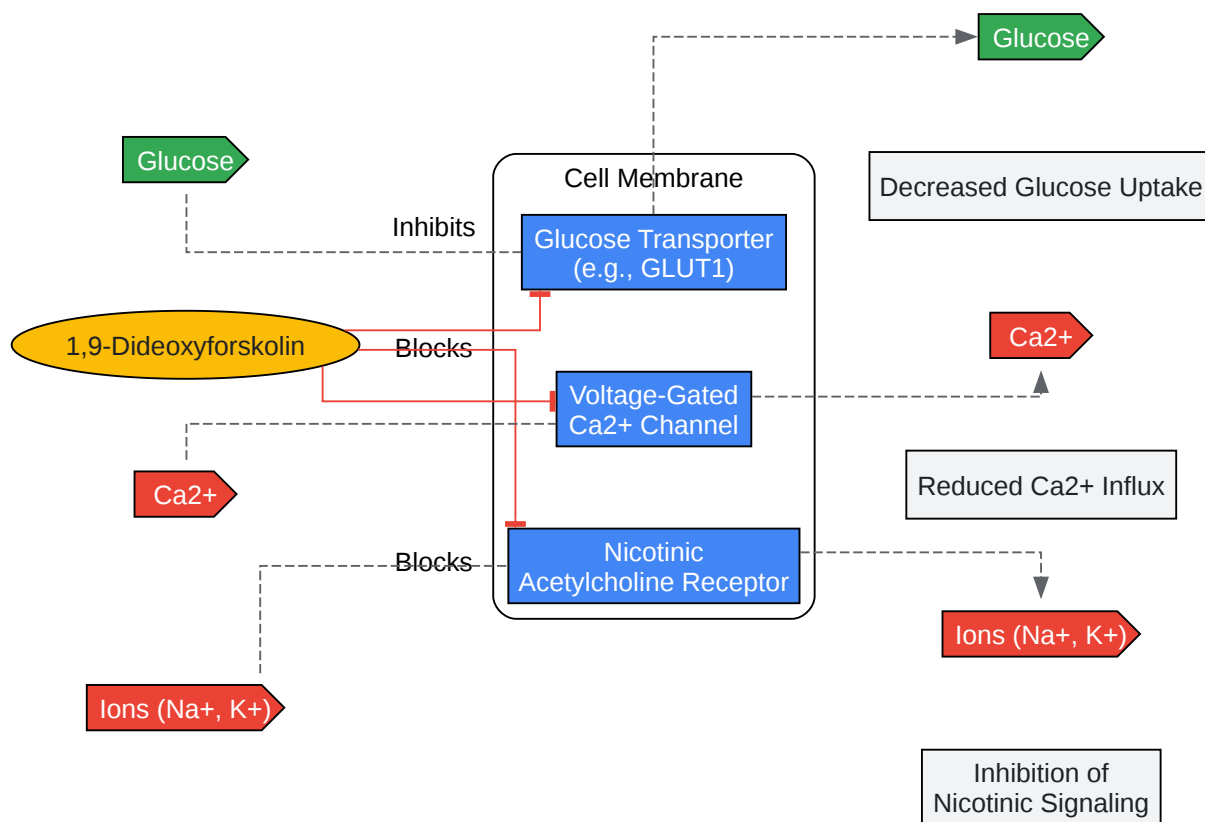 Glucose
Glucose
Cell Membrane
Decreased Glucose Uptake
Inhibits
Glucose Transporter
(e.g., GLUT1)
1,9-Dideoxyforskolin
Blocks
Ca2+
Voltage-Gated
Ca2+ Channel
Ca2+
Reduced Ca2+ Influx
Blocks
Nicotinic
Acetylcholine Receptor
Ions (Na+, K+)
Ions (Na+, K+)
Inhibition of
Nicotinic Signaling